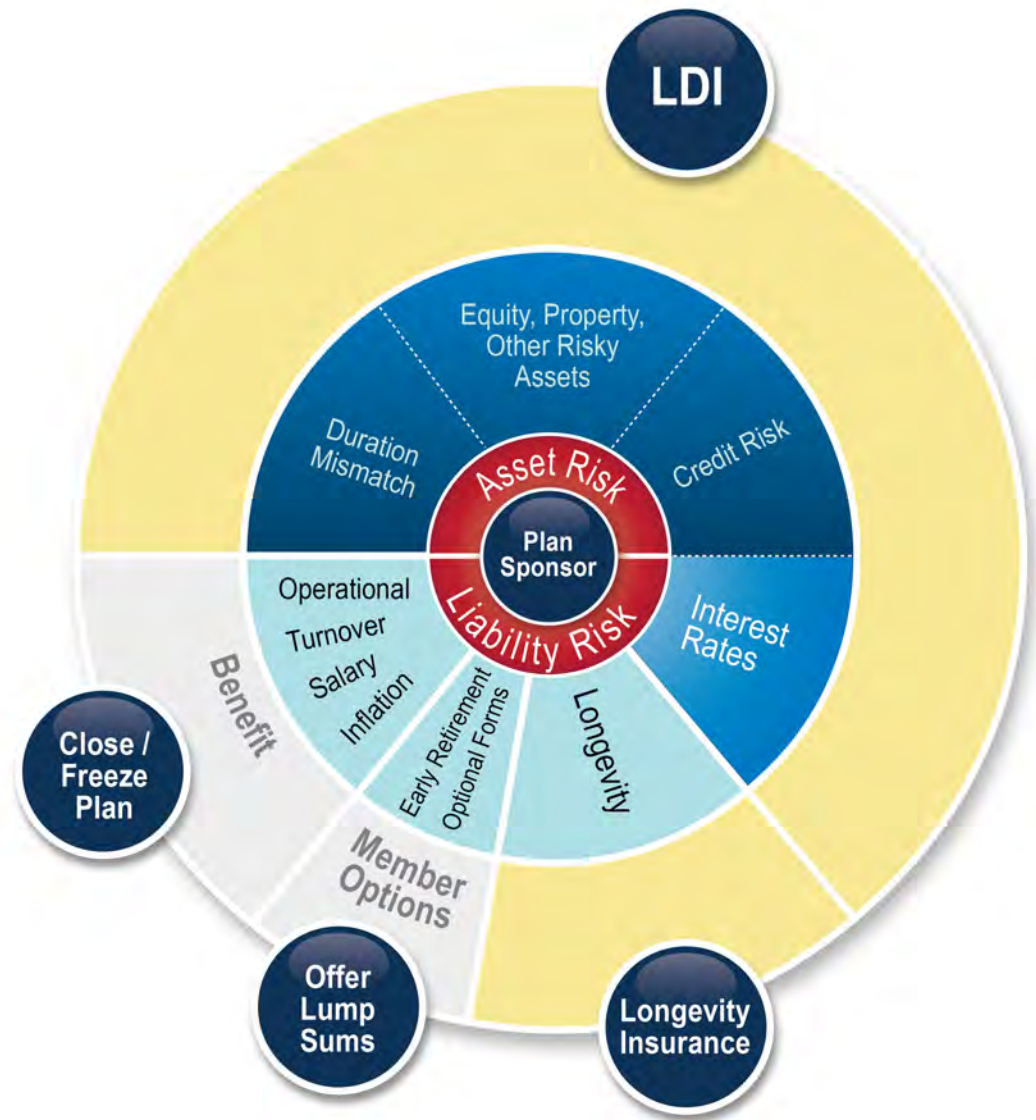 LDI
Equity, Property,
Other Risky
Assets
Duration
Mismatch
Credit Risk
Asset Risk
Plan
Sponsor
Liability Risk
Operational
Turnover
Salary
Inflation
Early Retirement
Optional Forms
Longevity
Interest
Rates
Benefit
Member
Options
Close /
Freeze
Plan
Offer
Lump
Sums
Longevity
Insurance